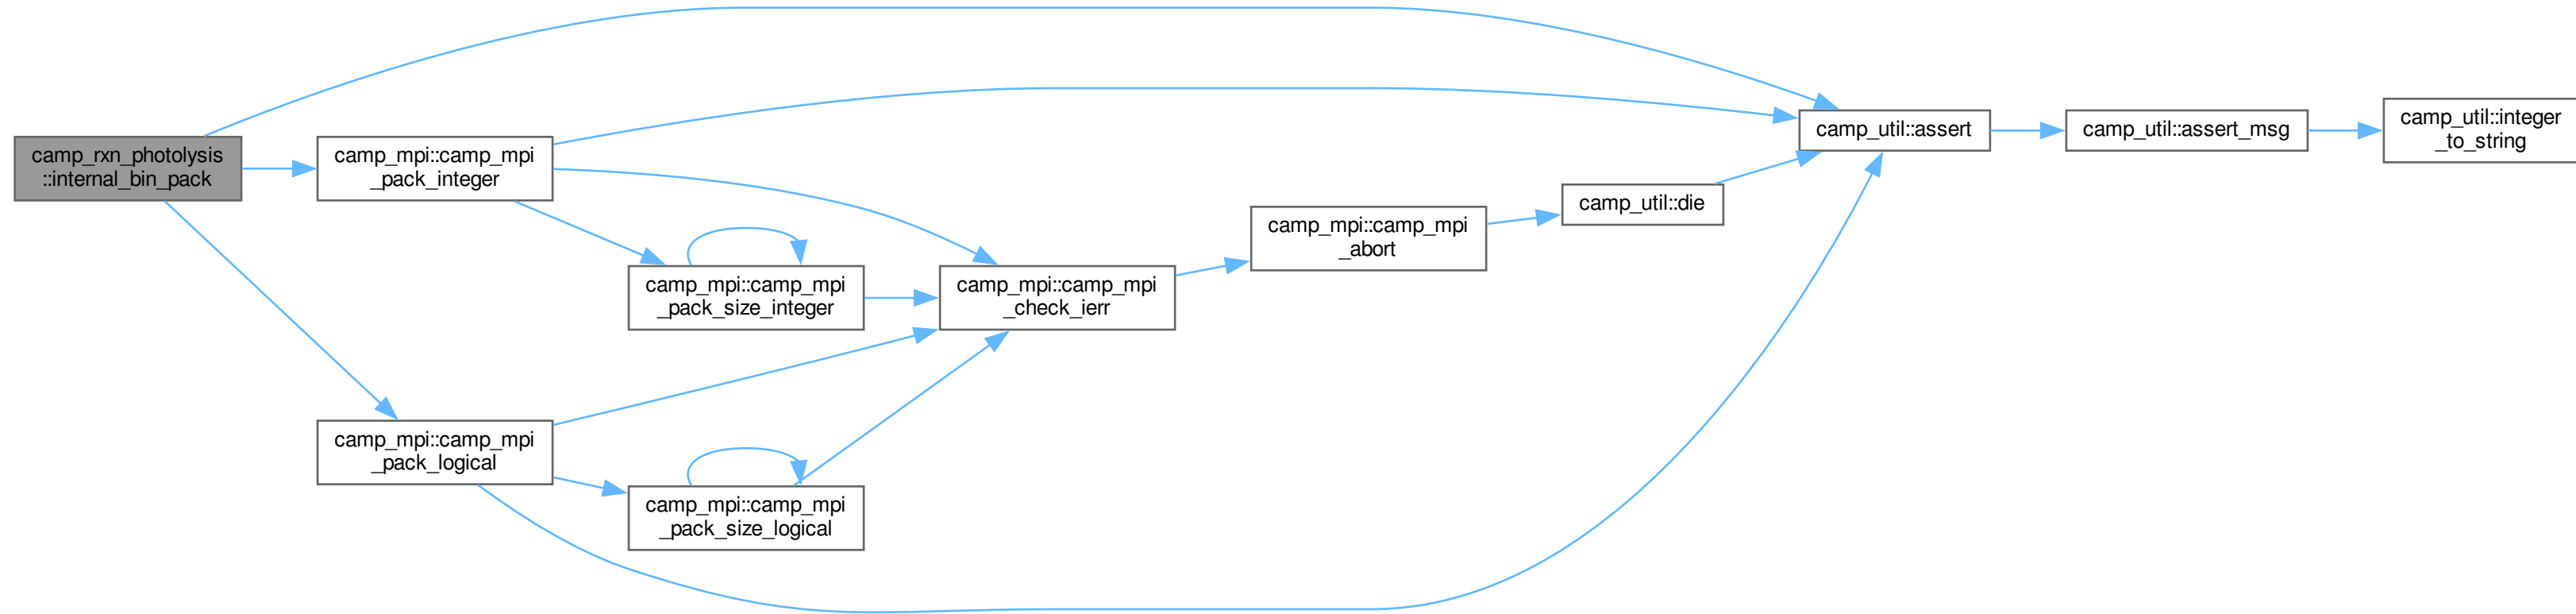 camp_rxn_photolysis
::internal_bin_pack
camp_mpi::camp_mpi
_pack_integer
camp_mpi::camp_mpi
_pack_size_integer
camp_mpi::camp_mpi
_check_ierr
camp_mpi::camp_mpi
_abort
camp_util::die
camp_util::assert
camp_util::assert_msg
camp_util::integer
_to_string
camp_mpi::camp_mpi
_pack_logical
camp_mpi::camp_mpi
_pack_size_logical